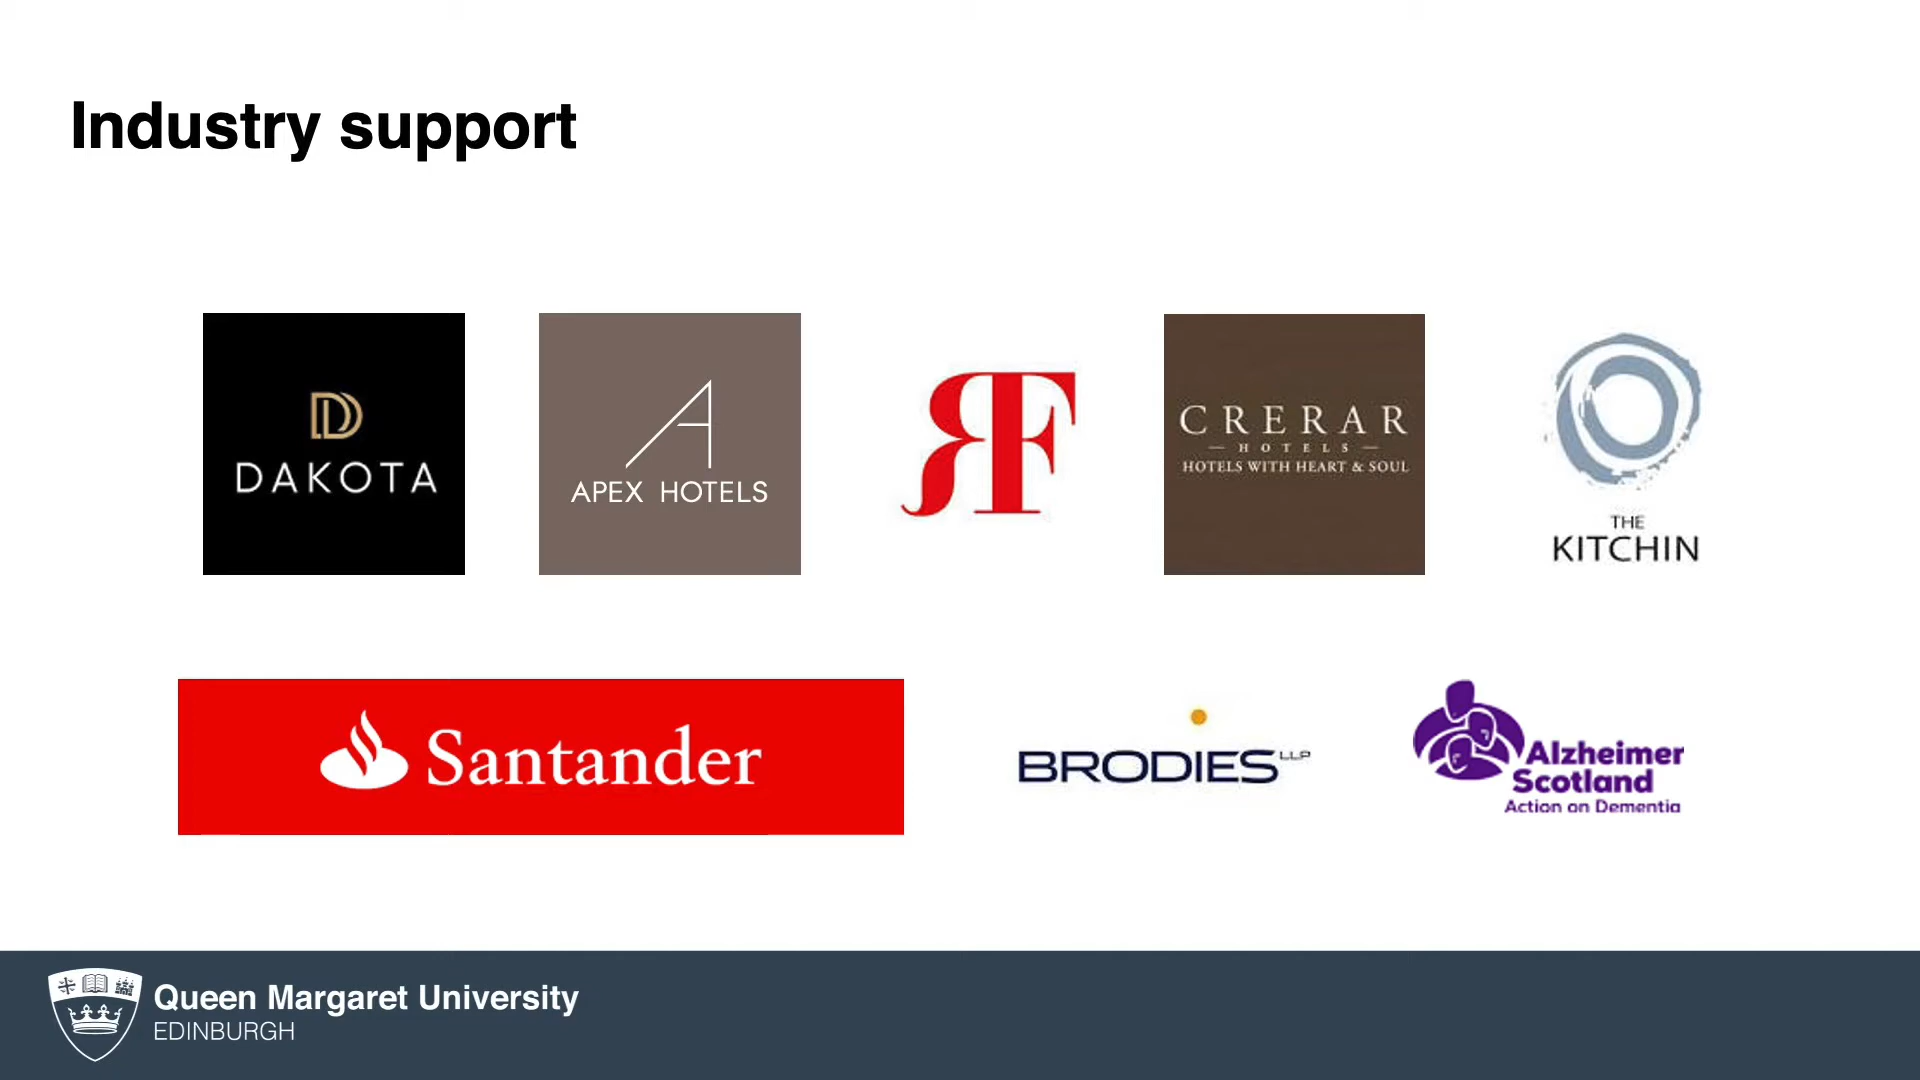 Industry support
DAKOTA
APEX HOTELS
RF
CRERAR
HOTELS
HOTELS WITH HEART & SOUL
THE
KITCHIN
Santander
BRODIES LLP
Alzheimer
Scotland
Action on Dementia
Queen Margaret University
EDINBURGH